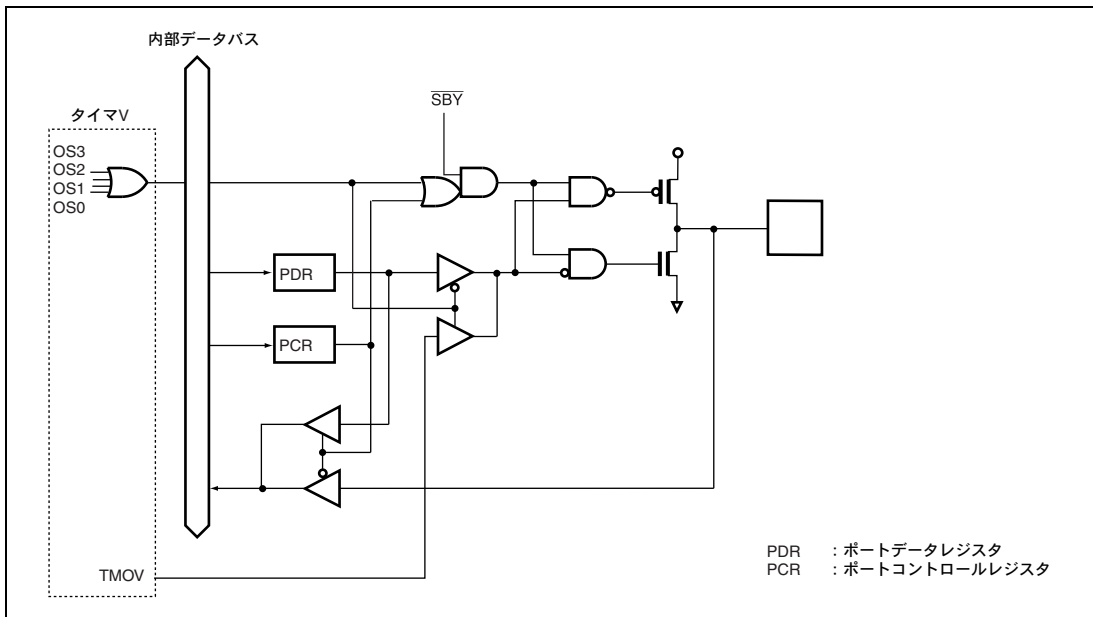 内部データバス
SBY
タイマV
OS3
OS2
OS1
OS0
PDR
PCR
TMOV
PDR :ポートデータレジスタ
PCR :ポートコントロールレジスタ